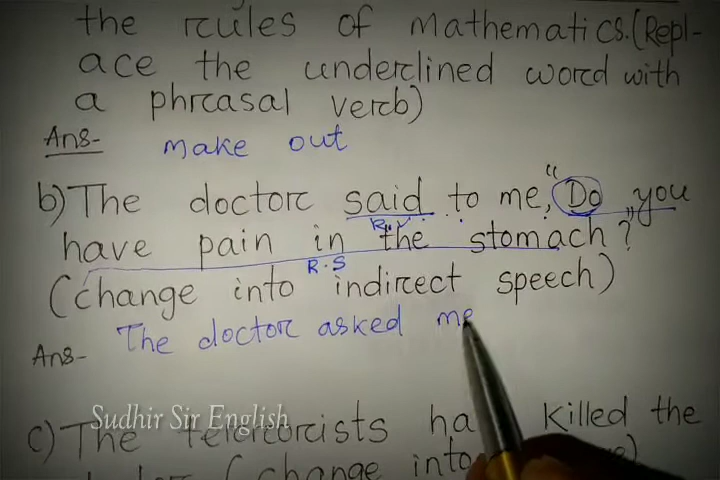 the rules of mathematics.(Repl-
ace the underlined word with
a phrasal verb)
Ans- make out
b) The doctor said to me, "Do you
R.V.
have pain in the stomach?"
R.S
(change into indirect speech)
Ans- The doctor asked me
Sudhir Sir English
c) The terrorists ha killed the
(change into